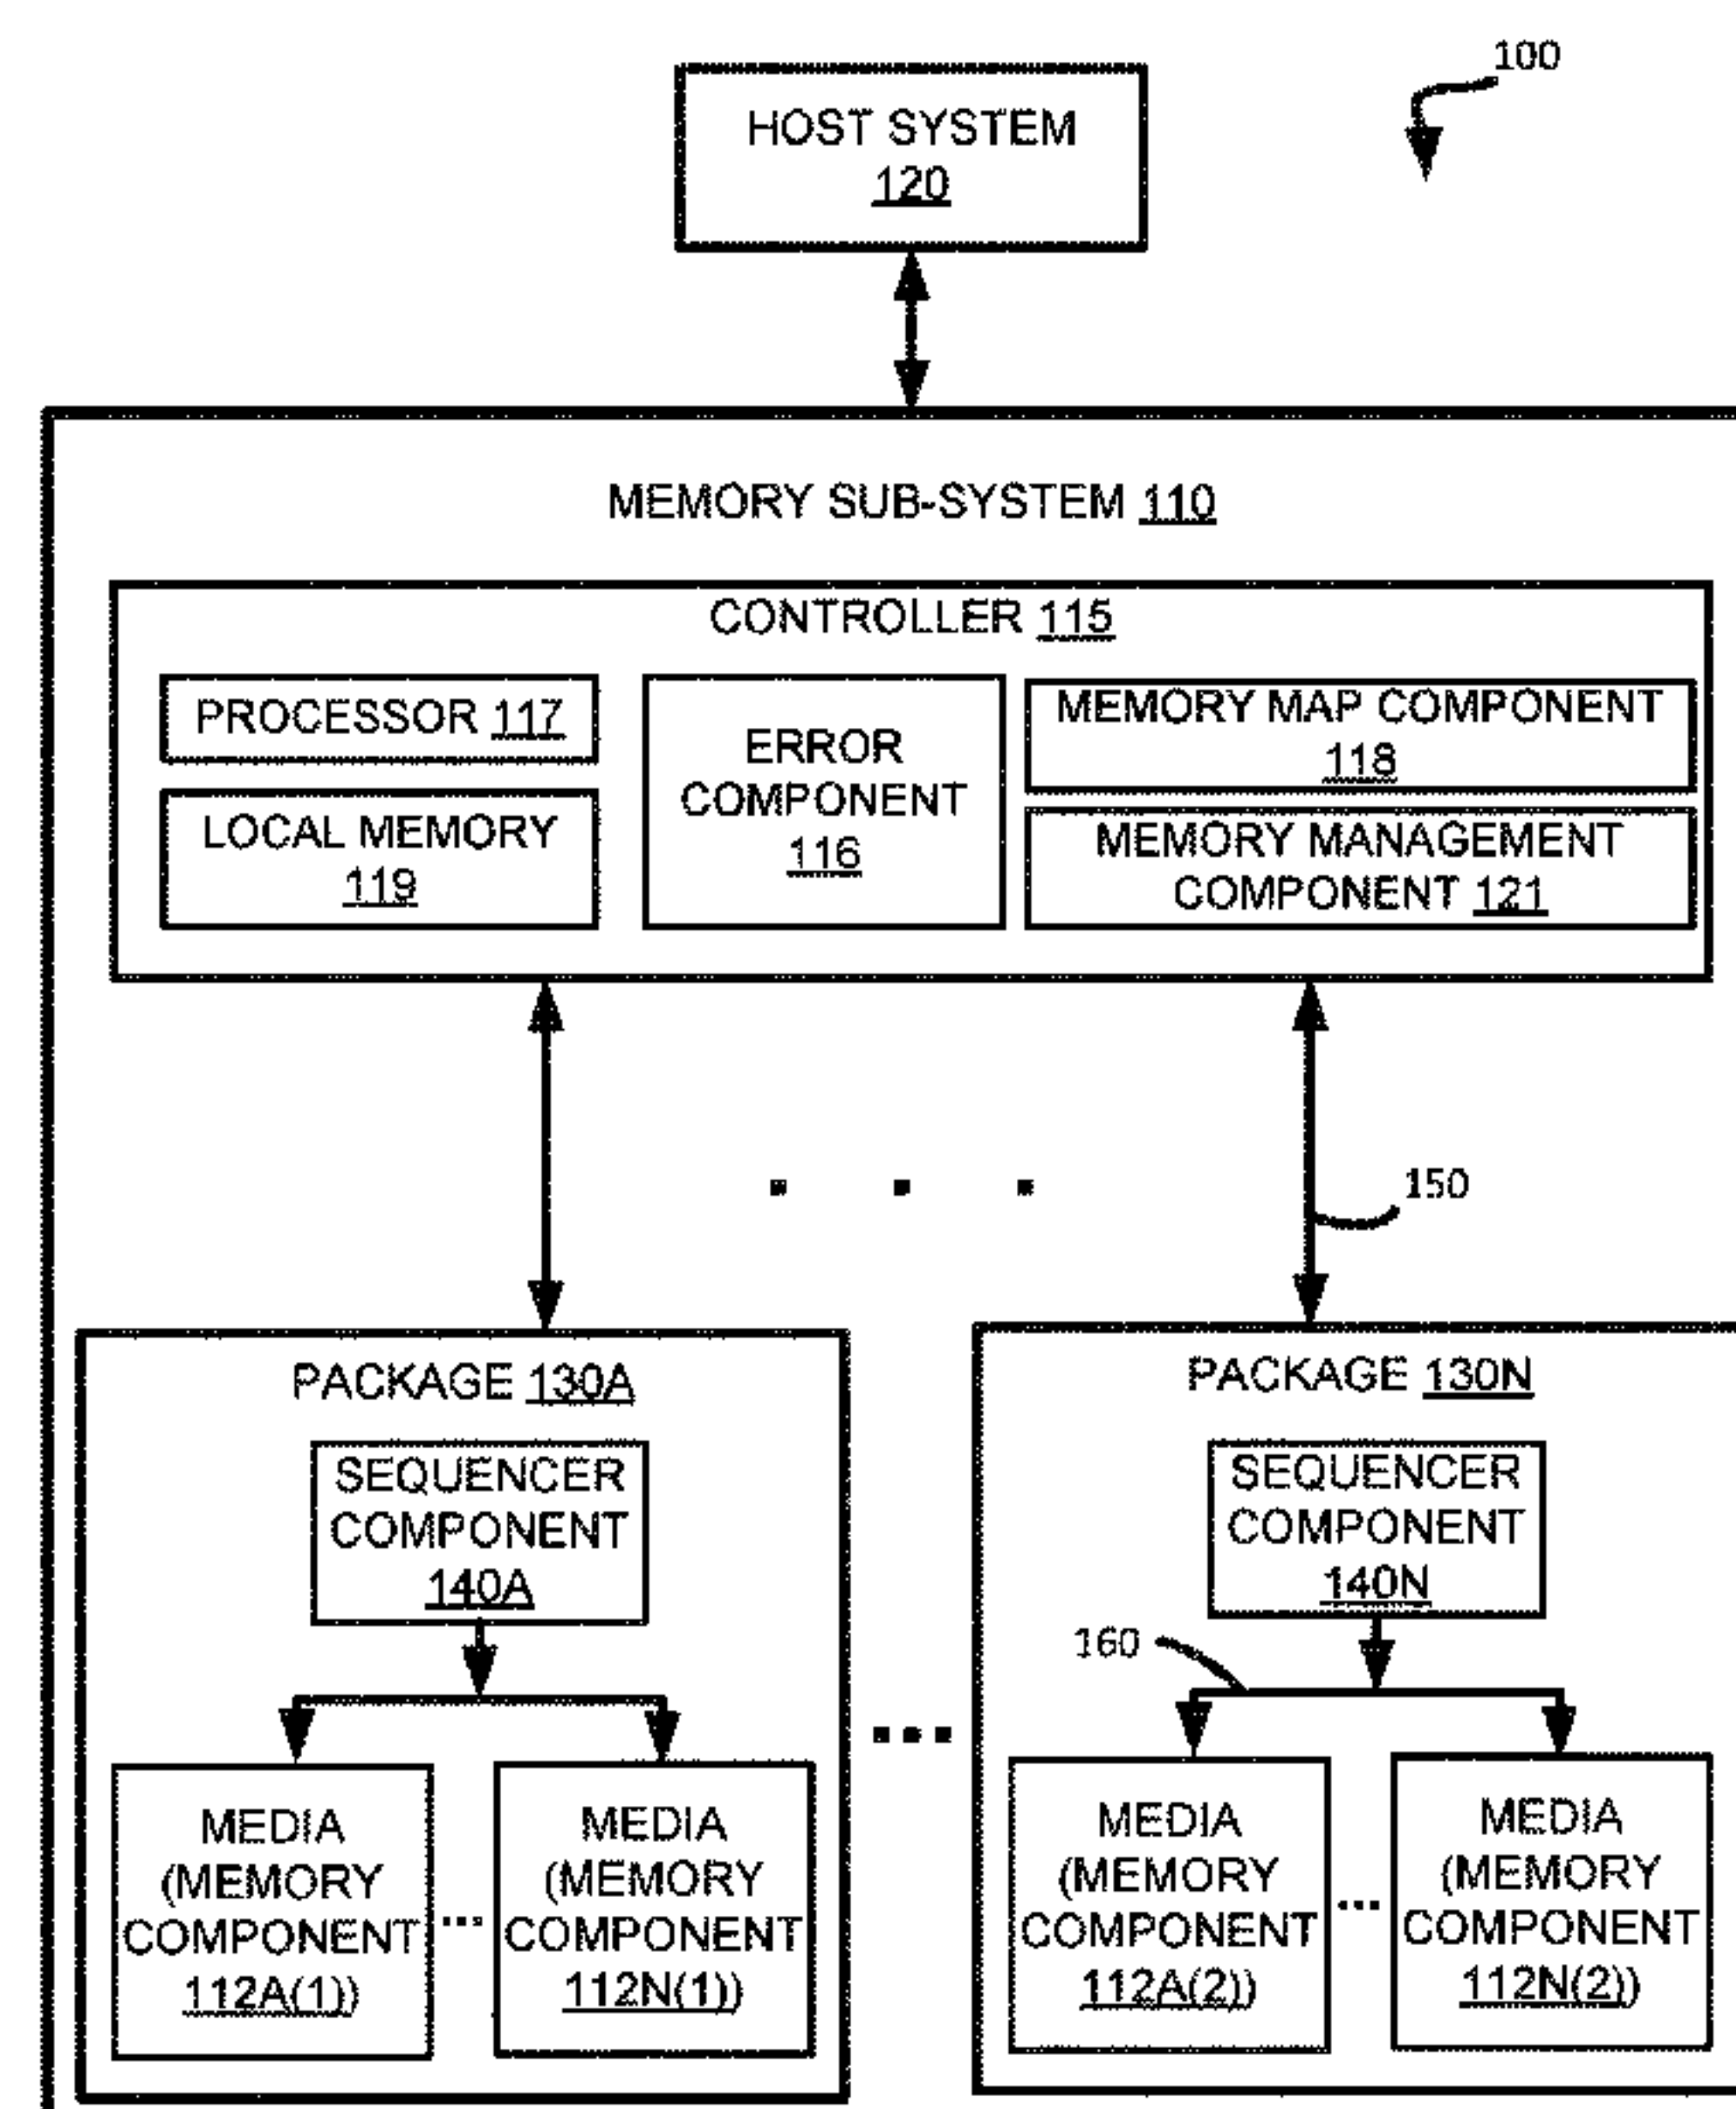 100
HOST SYSTEM
120
MEMORY SUB-SYSTEM 110
CONTROLLER 115
PROCESSOR 117
LOCAL MEMORY
119
ERROR
COMPONENT
116
MEMORY MAP COMPONENT
118
MEMORY MANAGEMENT
COMPONENT 121
. . .
150
PACKAGE 130A
SEQUENCER
COMPONENT
140A
MEDIA
(MEMORY
COMPONENT
112A(1))
...
MEDIA
(MEMORY
COMPONENT
112N(1))
...
PACKAGE 130N
SEQUENCER
COMPONENT
140N
160
MEDIA
(MEMORY
COMPONENT
112A(2))
...
MEDIA
(MEMORY
COMPONENT
112N(2))